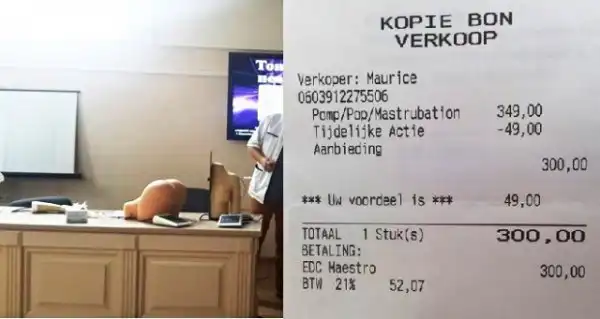 KOPIE BON
VERKOOP
Verkoper: Maurice
0603912275506
Pomp/Pop/Mastrubation 349,00
Tijdelijke Actie -49,00
Aanbieding
300,00
*** Uw voordeel is *** 49,00
TOTAAL 1 Stuk(s) 300,00
BETALING:
EDC Maestro 300,00
BTW 21% 52,07